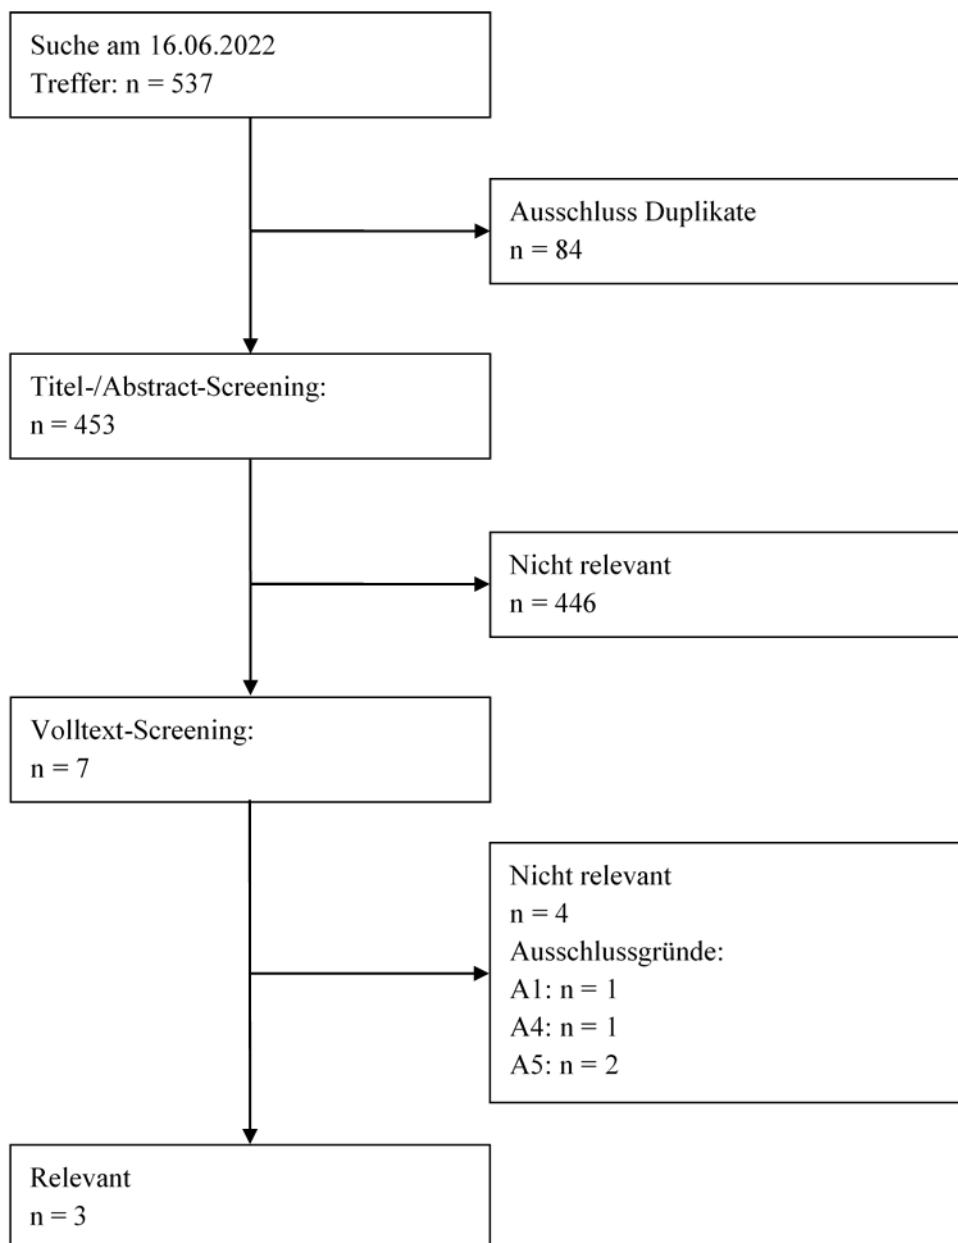 Suche am 16.06.2022
Treffer: n = 537
Ausschluss Duplikate
n = 84
Titel-/Abstract-Screening:
n = 453
Nicht relevant
n = 446
Volltext-Screening:
n = 7
Nicht relevant
n = 4
Ausschlussgründe:
A1: n = 1
A4: n = 1
A5: n = 2
Relevant
n = 3